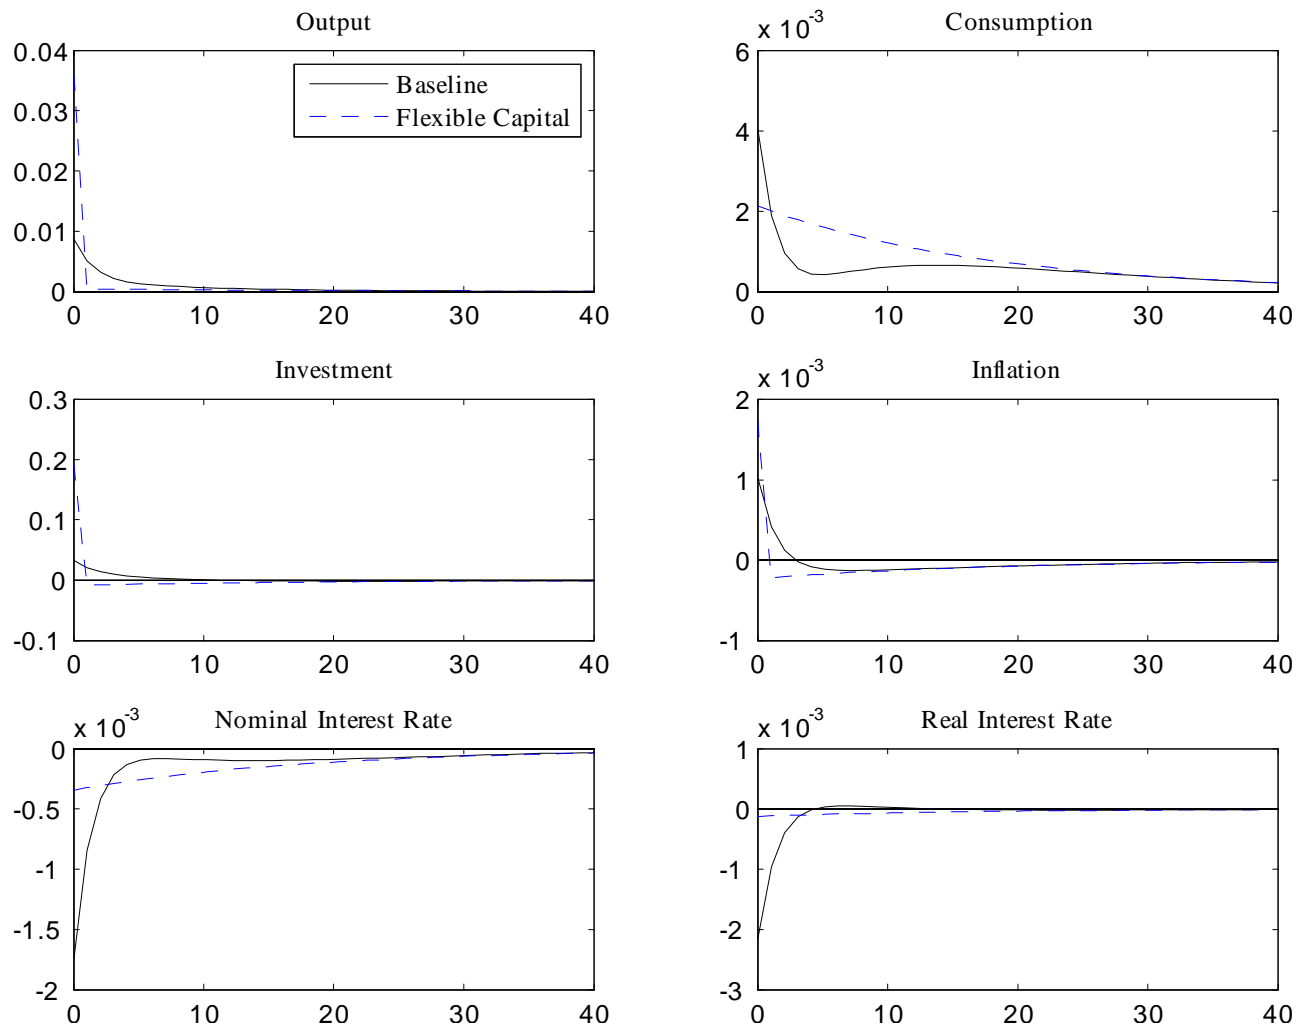 Output
0.04
0.03
0.02
0.01
0
0 10 20 30 40
Baseline
Flexible Capital
Consumption
x 10^-3
6
4
2
0
0 10 20 30 40
Investment
0.3
0.2
0.1
0
-0.1
0 10 20 30 40
Inflation
x 10^-3
2
1
0
-1
0 10 20 30 40
Nominal Interest Rate
x 10^-3
0
-0.5
-1
-1.5
-2
0 10 20 30 40
Real Interest Rate
x 10^-3
1
0
-1
-2
-3
0 10 20 30 40